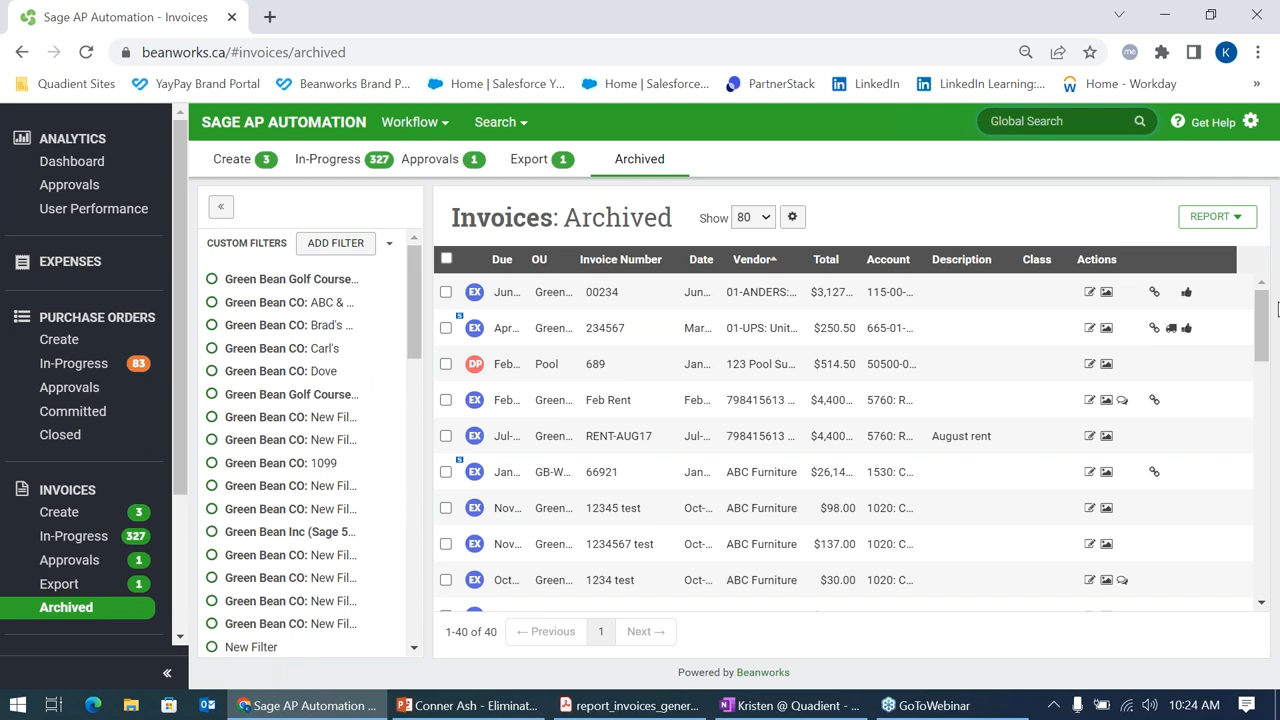 Sage AP Automation - Invoices
beanworks.ca/#invoices/archived
K
Quadient Sites
YayPay Brand Portal
Beanworks Brand P...
Home | Salesforce Y...
Home | Salesforce...
PartnerStack
LinkedIn
LinkedIn Learning:...
Home - Workday
»
ANALYTICS
Dashboard
Approvals
User Performance
EXPENSES
PURCHASE ORDERS
Create
In-Progress 83
Approvals
Committed
Closed
INVOICES
Create 3
In-Progress 327
Approvals 1
Export 1
Archived
«
SAGE AP AUTOMATION Workflow Search Global Search Get Help
Create 3 In-Progress 327 Approvals 1 Export 1 Archived
«
CUSTOM FILTERS ADD FILTER
Green Bean Golf Course...
Green Bean CO: ABC & ...
Green Bean CO: Brad's ...
Green Bean CO: Carl's
Green Bean CO: Dove
Green Bean Golf Course...
Green Bean CO: New Fil...
Green Bean CO: New Fil...
Green Bean CO: 1099
Green Bean CO: New Fil...
Green Bean CO: New Fil...
Green Bean Inc (Sage 5...
Green Bean CO: New Fil...
Green Bean CO: New Fil...
Green Bean CO: New Fil...
Green Bean CO: New Fil...
New Filter
Invoices: Archived Show 80 REPORT
Due OU Invoice Number Date Vendor Total Account Description Class Actions
EX Jun... Green... 00234 Jun... 01-ANDERS:... $3,127... 115-00-...
EX Apr... Green... 234567 Mar... 01-UPS: Unit... $250.50 665-01-...
DP Feb... Pool 689 Jan... 123 Pool Su... $514.50 50500-0...
EX Feb... Green... Feb Rent Feb... 798415613 ... $4,400... 5760: R...
EX Jul-... Green... RENT-AUG17 Jul-... 798415613 ... $4,400... 5760: R... August rent
EX Jan... GB-W... 66921 Jan... ABC Furniture $26,14... 1530: C...
EX Nov... Green... 12345 test Oct-... ABC Furniture $98.00 1020: C...
EX Nov... Green... 1234567 test Oct-... ABC Furniture $137.00 1020: C...
EX Oct... Green... 1234 test Oct-... ABC Furniture $30.00 1020: C...
1-40 of 40 ← Previous 1 Next →
Powered by Beanworks
Sage AP Automation ...
Conner Ash - Eliminat...
report_invoices_gener...
Kristen @ Quadient - ...
GoToWebinar
10:24 AM